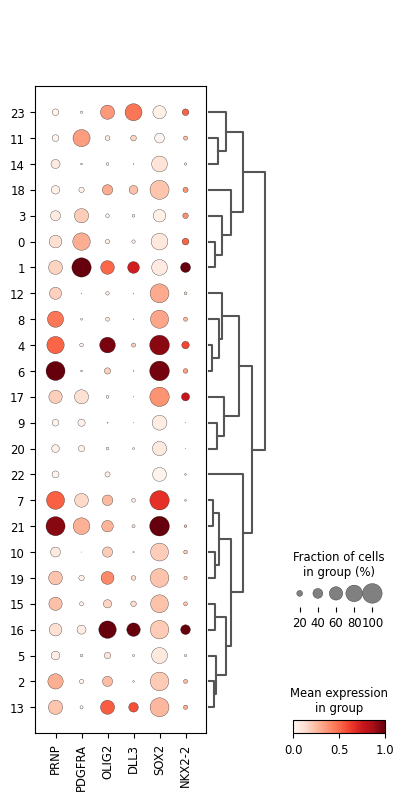 23
11
14
18
3
0
1
12
8
4
6
17
9
20
22
7
21
10
19
15
16
5
2
13
PRNP
PDGFRA
OLIG2
DLL3
SOX2
NKX2-2
Fraction of cells
in group (%)
20 40 60 80 100
Mean expression
in group
0.0 0.5 1.0